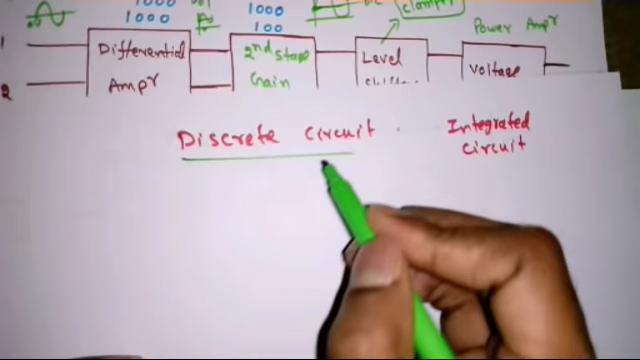 1000
1000
1000
100
clamper
Power Ampr
1
2
Differential
Ampr
2nd Stage
Gain
Level
Voltage
Discrete Circuit
Integrated
circuit